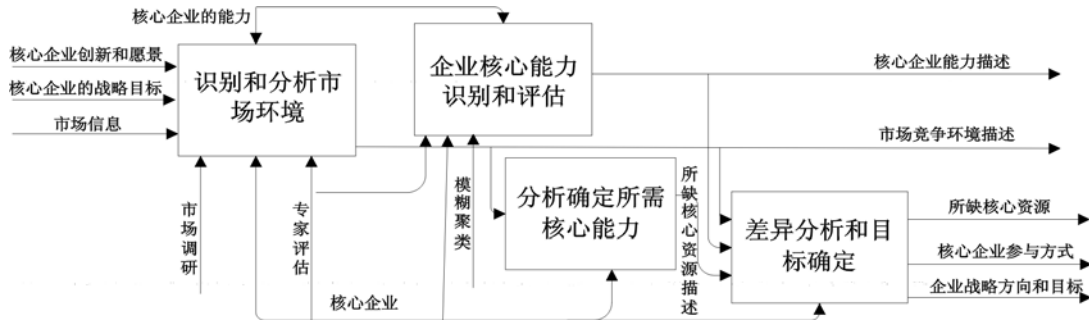 核心企业的能力
核心企业创新和愿景
核心企业的战略目标
市场信息
识别和分析市
场环境
企业核心能力
识别和评估
核心企业能力描述
市场竞争环境描述
市场调研
专家评估
模糊聚类
分析确定所需
核心能力
所缺核心资源描述
差异分析和目
标确定
所缺核心资源
核心企业参与方式
企业战略方向和目标
核心企业